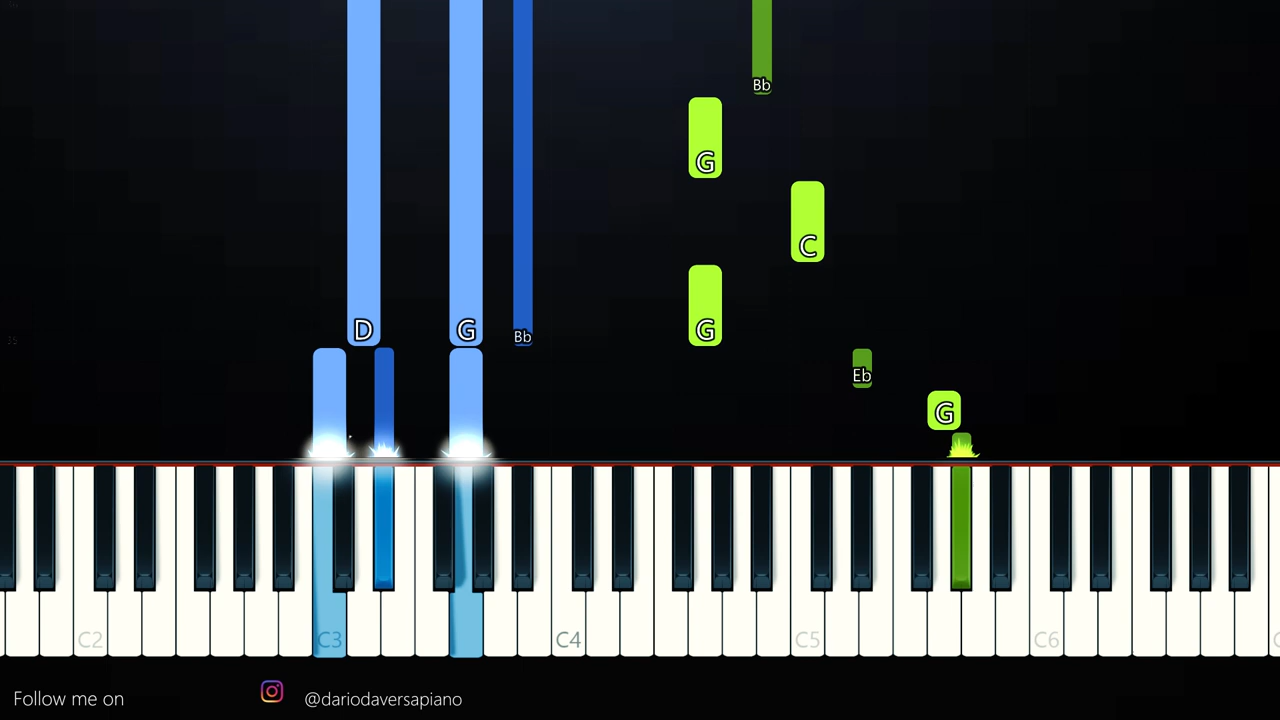 Bb
G
C
D
G
Bb
G
Eb
G
C2
C3
C4
C5
C6
Follow me on
@dariodaversapiano